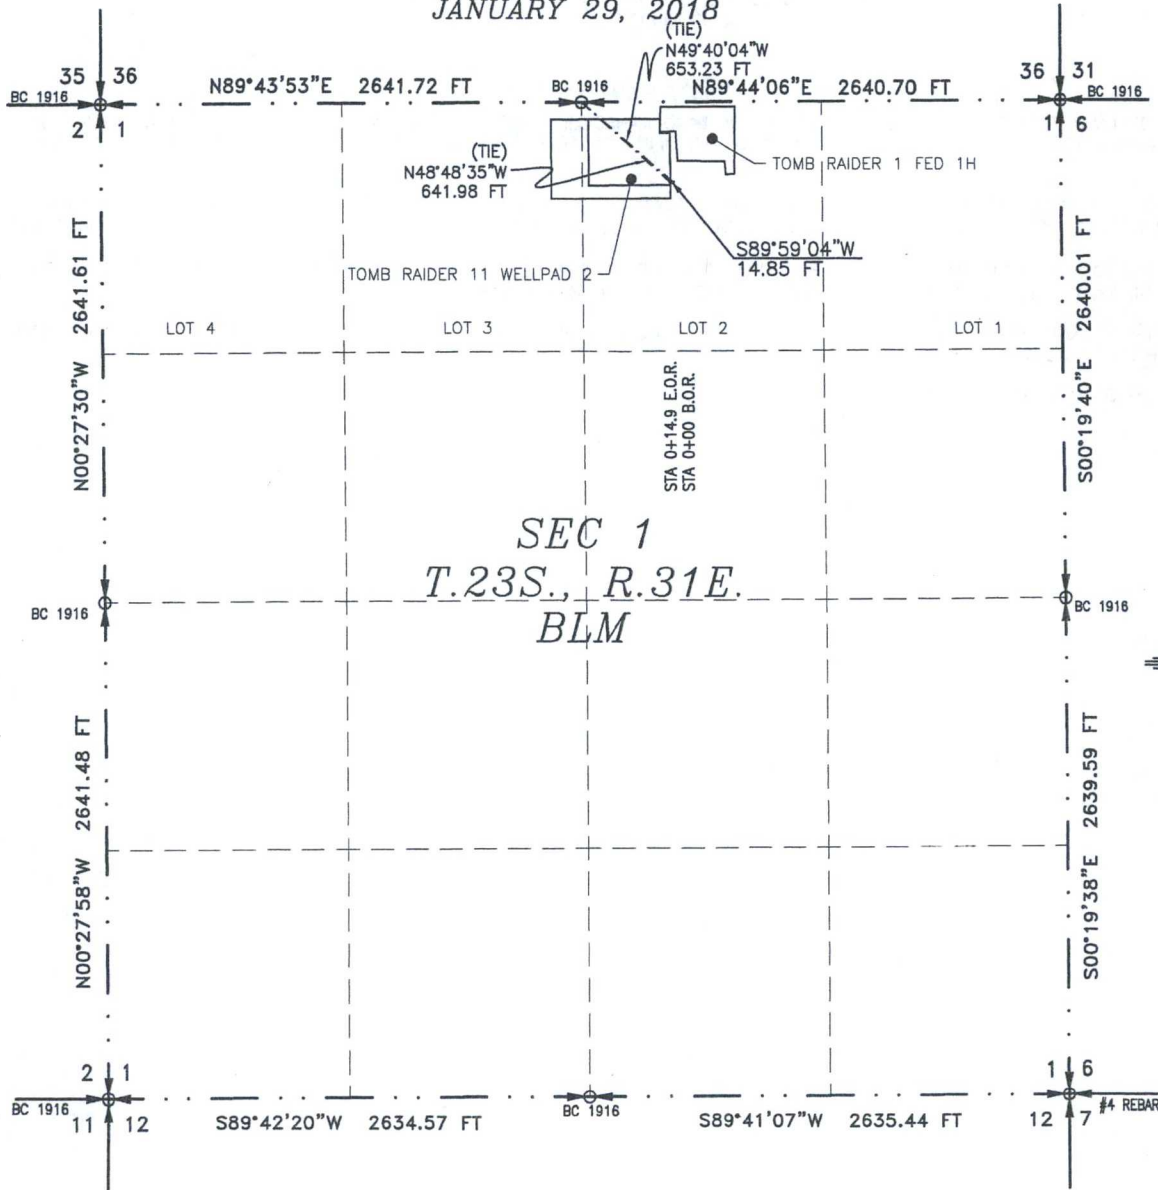 JANUARY 29, 2018
(TIE)
N49°40'04"W
653.23 FT
35 36
BC 1916
N89°43'53"E 2641.72 FT
BC 1916
N89°44'06"E 2640.70 FT
36 31
BC 1916
2 1
1 6
(TIE)
N48°48'35"W
641.98 FT
TOMB RAIDER 1 FED 1H
S89°59'04"W
14.85 FT
TOMB RAIDER 11 WELLPAD 2
N00°27'30"W 2641.61 FT
S00°19'40"E 2640.01 FT
LOT 4
LOT 3
LOT 2
LOT 1
STA 0+14.9 E.O.R.
STA 0+00 B.O.R.
SEC 1
T.23S., R.31E.
BLM
BC 1916
BC 1916
N00°27'58"W 2641.48 FT
S00°19'38"E 2639.59 FT
2 1
1 6
BC 1916
BC 1916
#4 REBAR
11 12
S89°42'20"W 2634.57 FT
S89°41'07"W 2635.44 FT
12 7